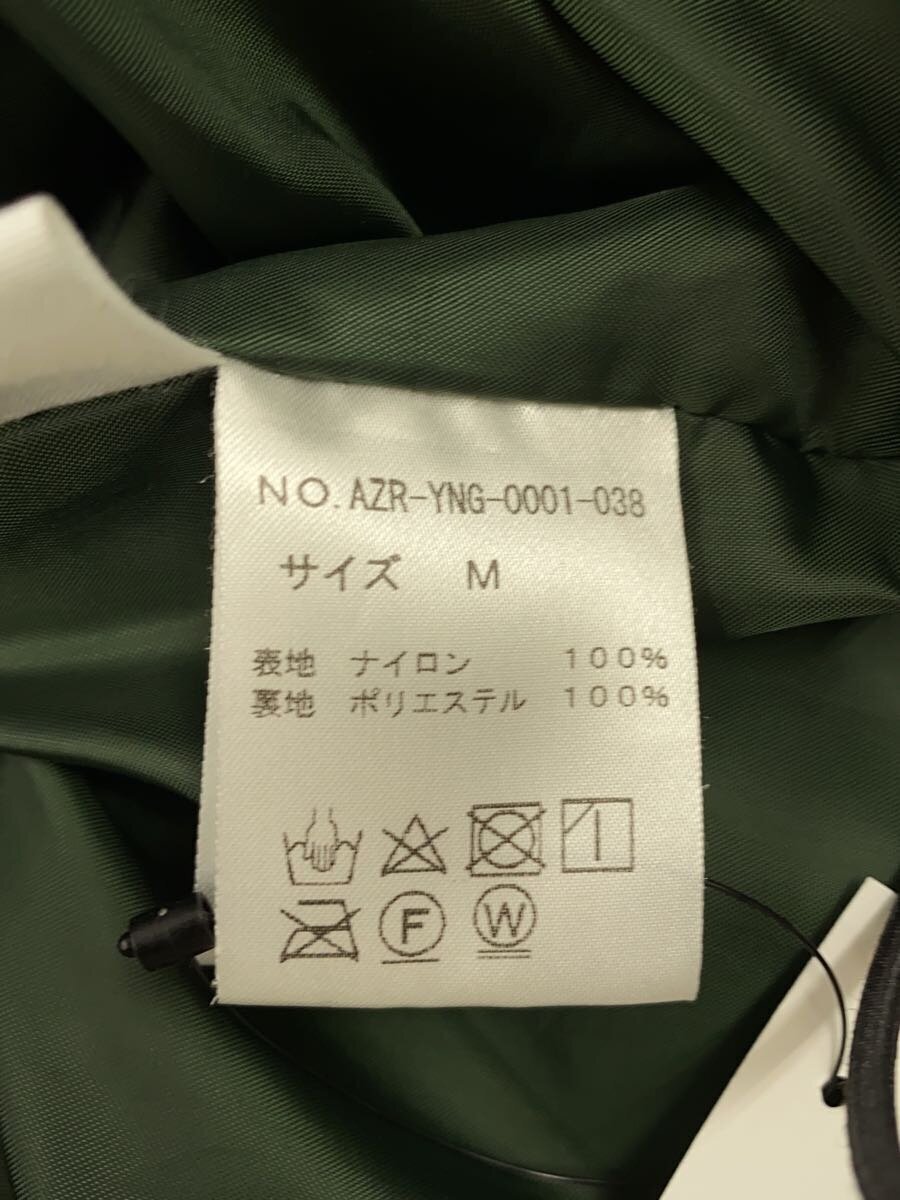 NO.AZR-YNG-0001-038
サイズ M
表地 ナイロン 100%
裏地 ポリエステル 100%
F W